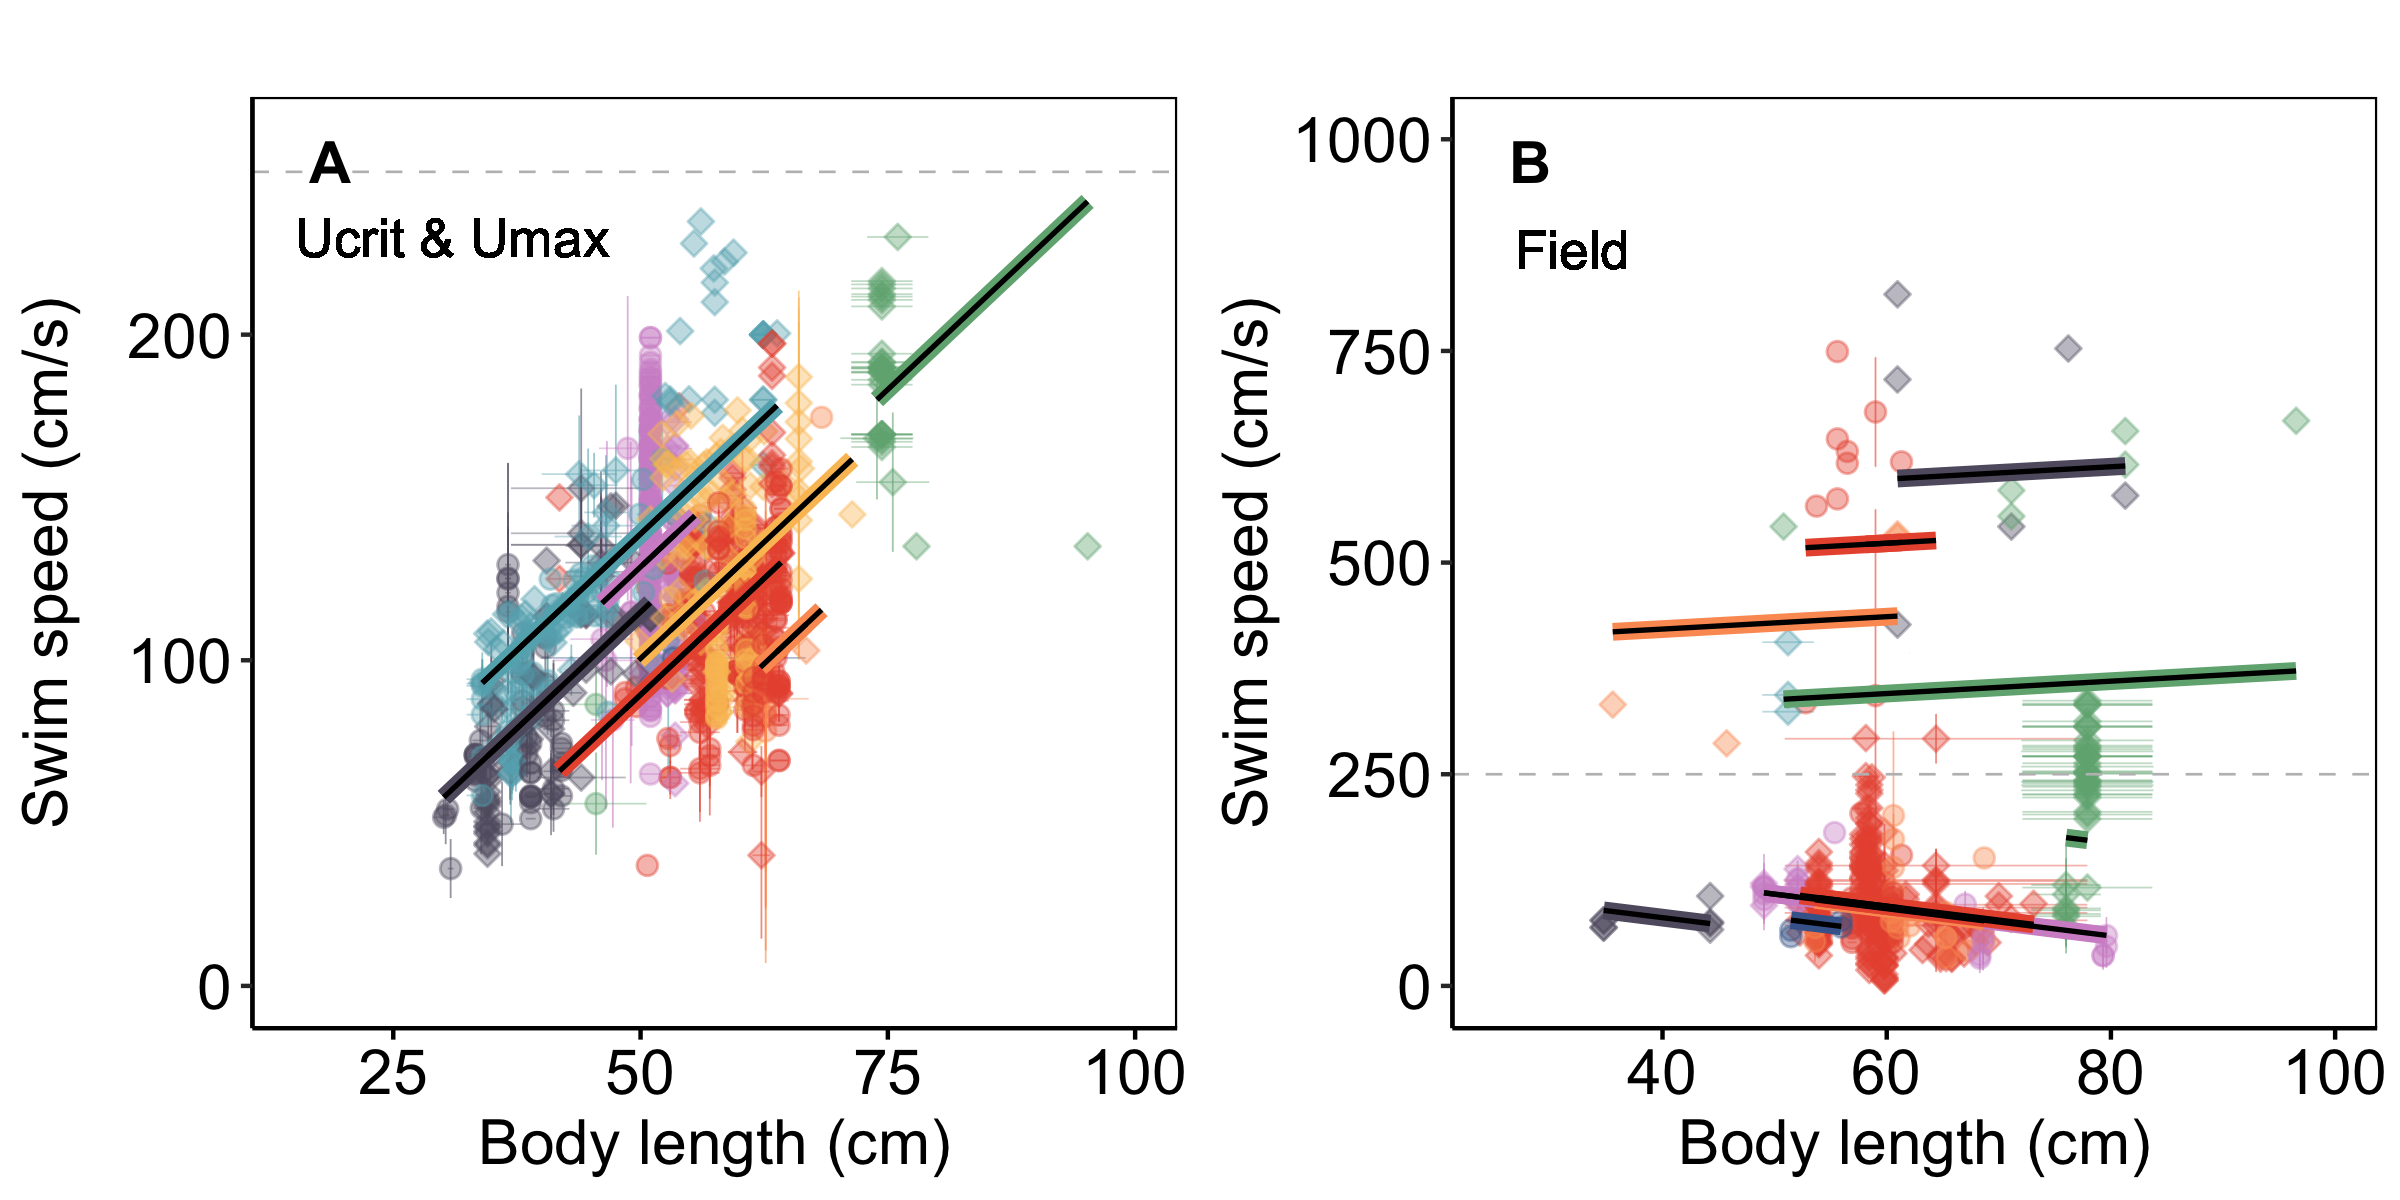 A
Ucrit & Umax
Swim speed (cm/s)
200
100
0
25 50 75 100
Body length (cm)
B
Field
Swim speed (cm/s)
1000
750
500
250
0
40 60 80 100
Body length (cm)